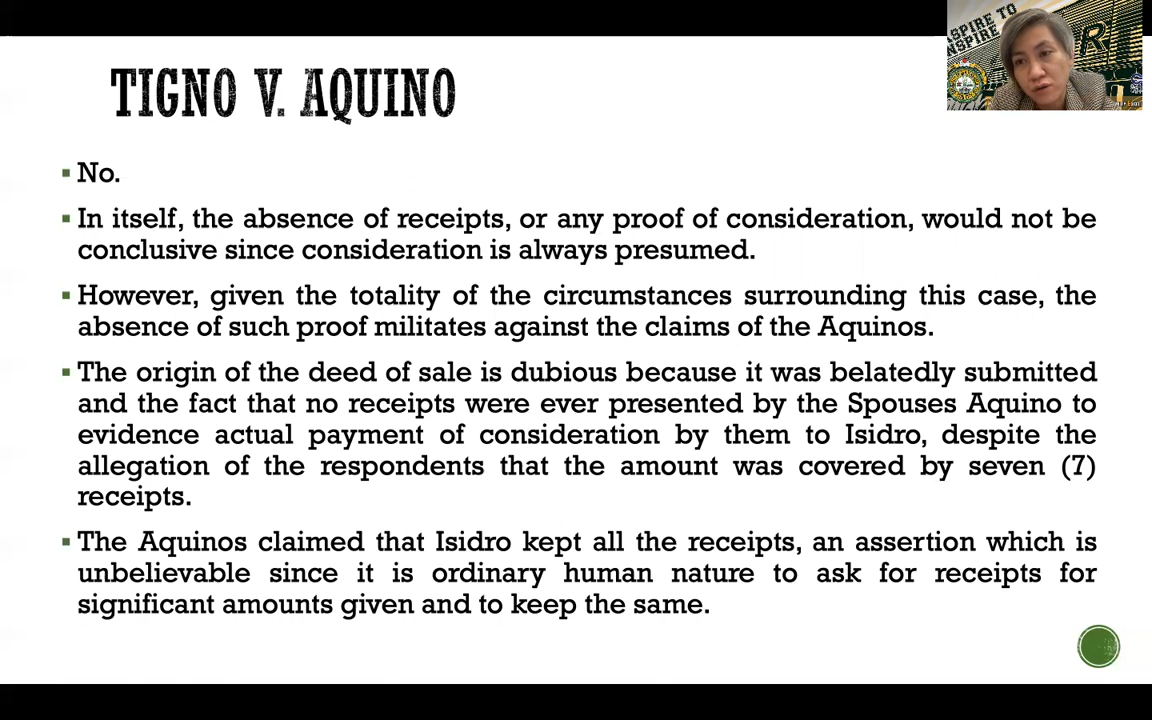 SPIRE TO
NSPIRE
R
TIGNO V. AQUINO
▪ No.
▪ In itself, the absence of receipts, or any proof of consideration, would not be
conclusive since consideration is always presumed.
▪ However, given the totality of the circumstances surrounding this case, the
absence of such proof militates against the claims of the Aquinos.
▪ The origin of the deed of sale is dubious because it was belatedly submitted
and the fact that no receipts were ever presented by the Spouses Aquino to
evidence actual payment of consideration by them to Isidro, despite the
allegation of the respondents that the amount was covered by seven (7)
receipts.
▪ The Aquinos claimed that Isidro kept all the receipts, an assertion which is
unbelievable since it is ordinary human nature to ask for receipts for
significant amounts given and to keep the same.